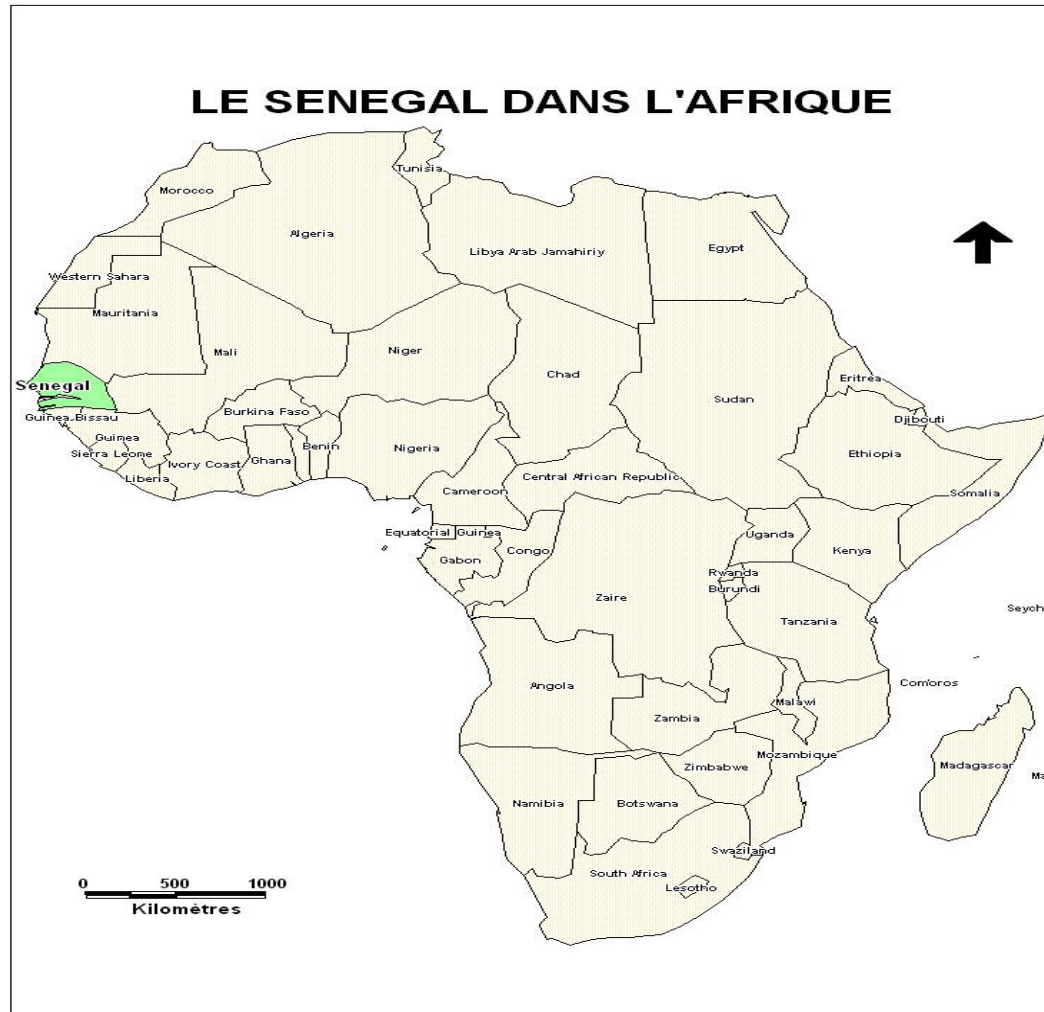 LE SENEGAL DANS L'AFRIQUE
Tunisia
Morocco
Algeria
Libya Arab Jamahiriy
Egypt
Western Sahara
Mauritania
Mali
Niger
Chad
Sudan
Eritrea
Senegal
Burkina Faso
Djibouti
Guinea Bissau
Guinea
Benin
Nigeria
Ethiopia
Sierra Leone
Ivory Coast
Ghana
Liberia
Cameroon
Central African Republic
Somalia
Equatorial Guinea
Congo
Uganda
Kenya
Gabon
Rwanda
Burundi
Zaire
Tanzania
Seych
Angola
Comoros
Malawi
Zambia
Mozambique
Zimbabwe
Madagascar
Ma
Namibia
Botswana
Swaziland
South Africa
Lesotho
0 500 1000
Kilomètres